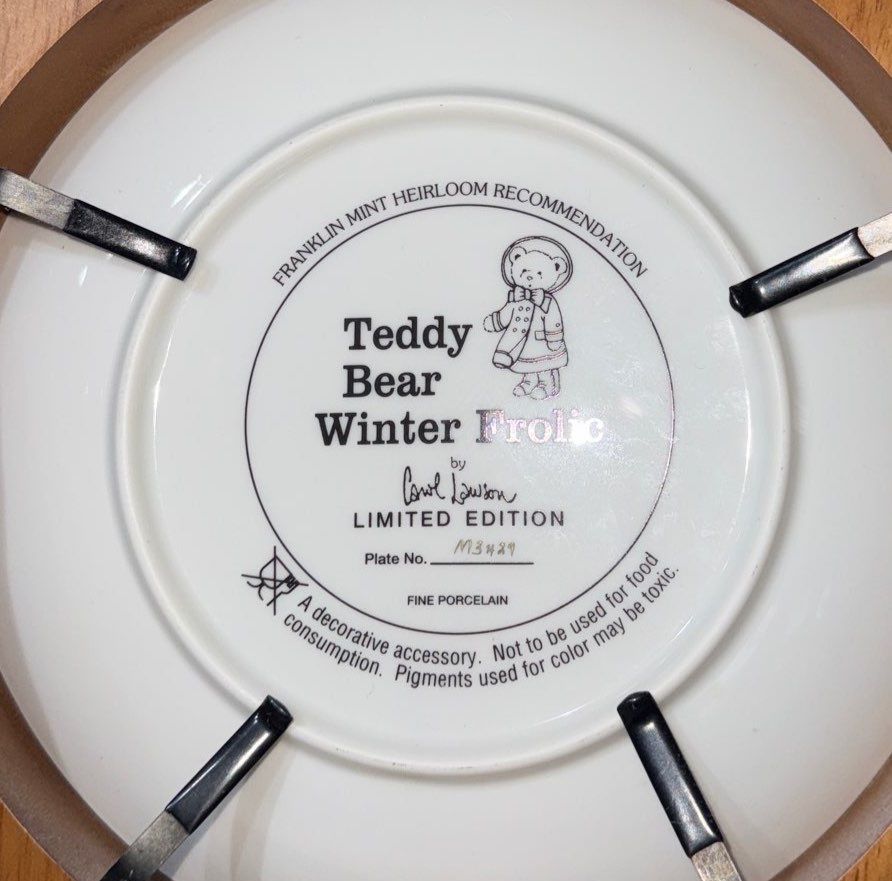 FRANKLIN MINT HEIRLOOM RECOMMENDATION
Teddy
Bear
Winter Frolic
by
Carol Lawson
LIMITED EDITION
Plate No. M3429
FINE PORCELAIN
A decorative accessory. Not to be used for food
consumption. Pigments used for color may be toxic.